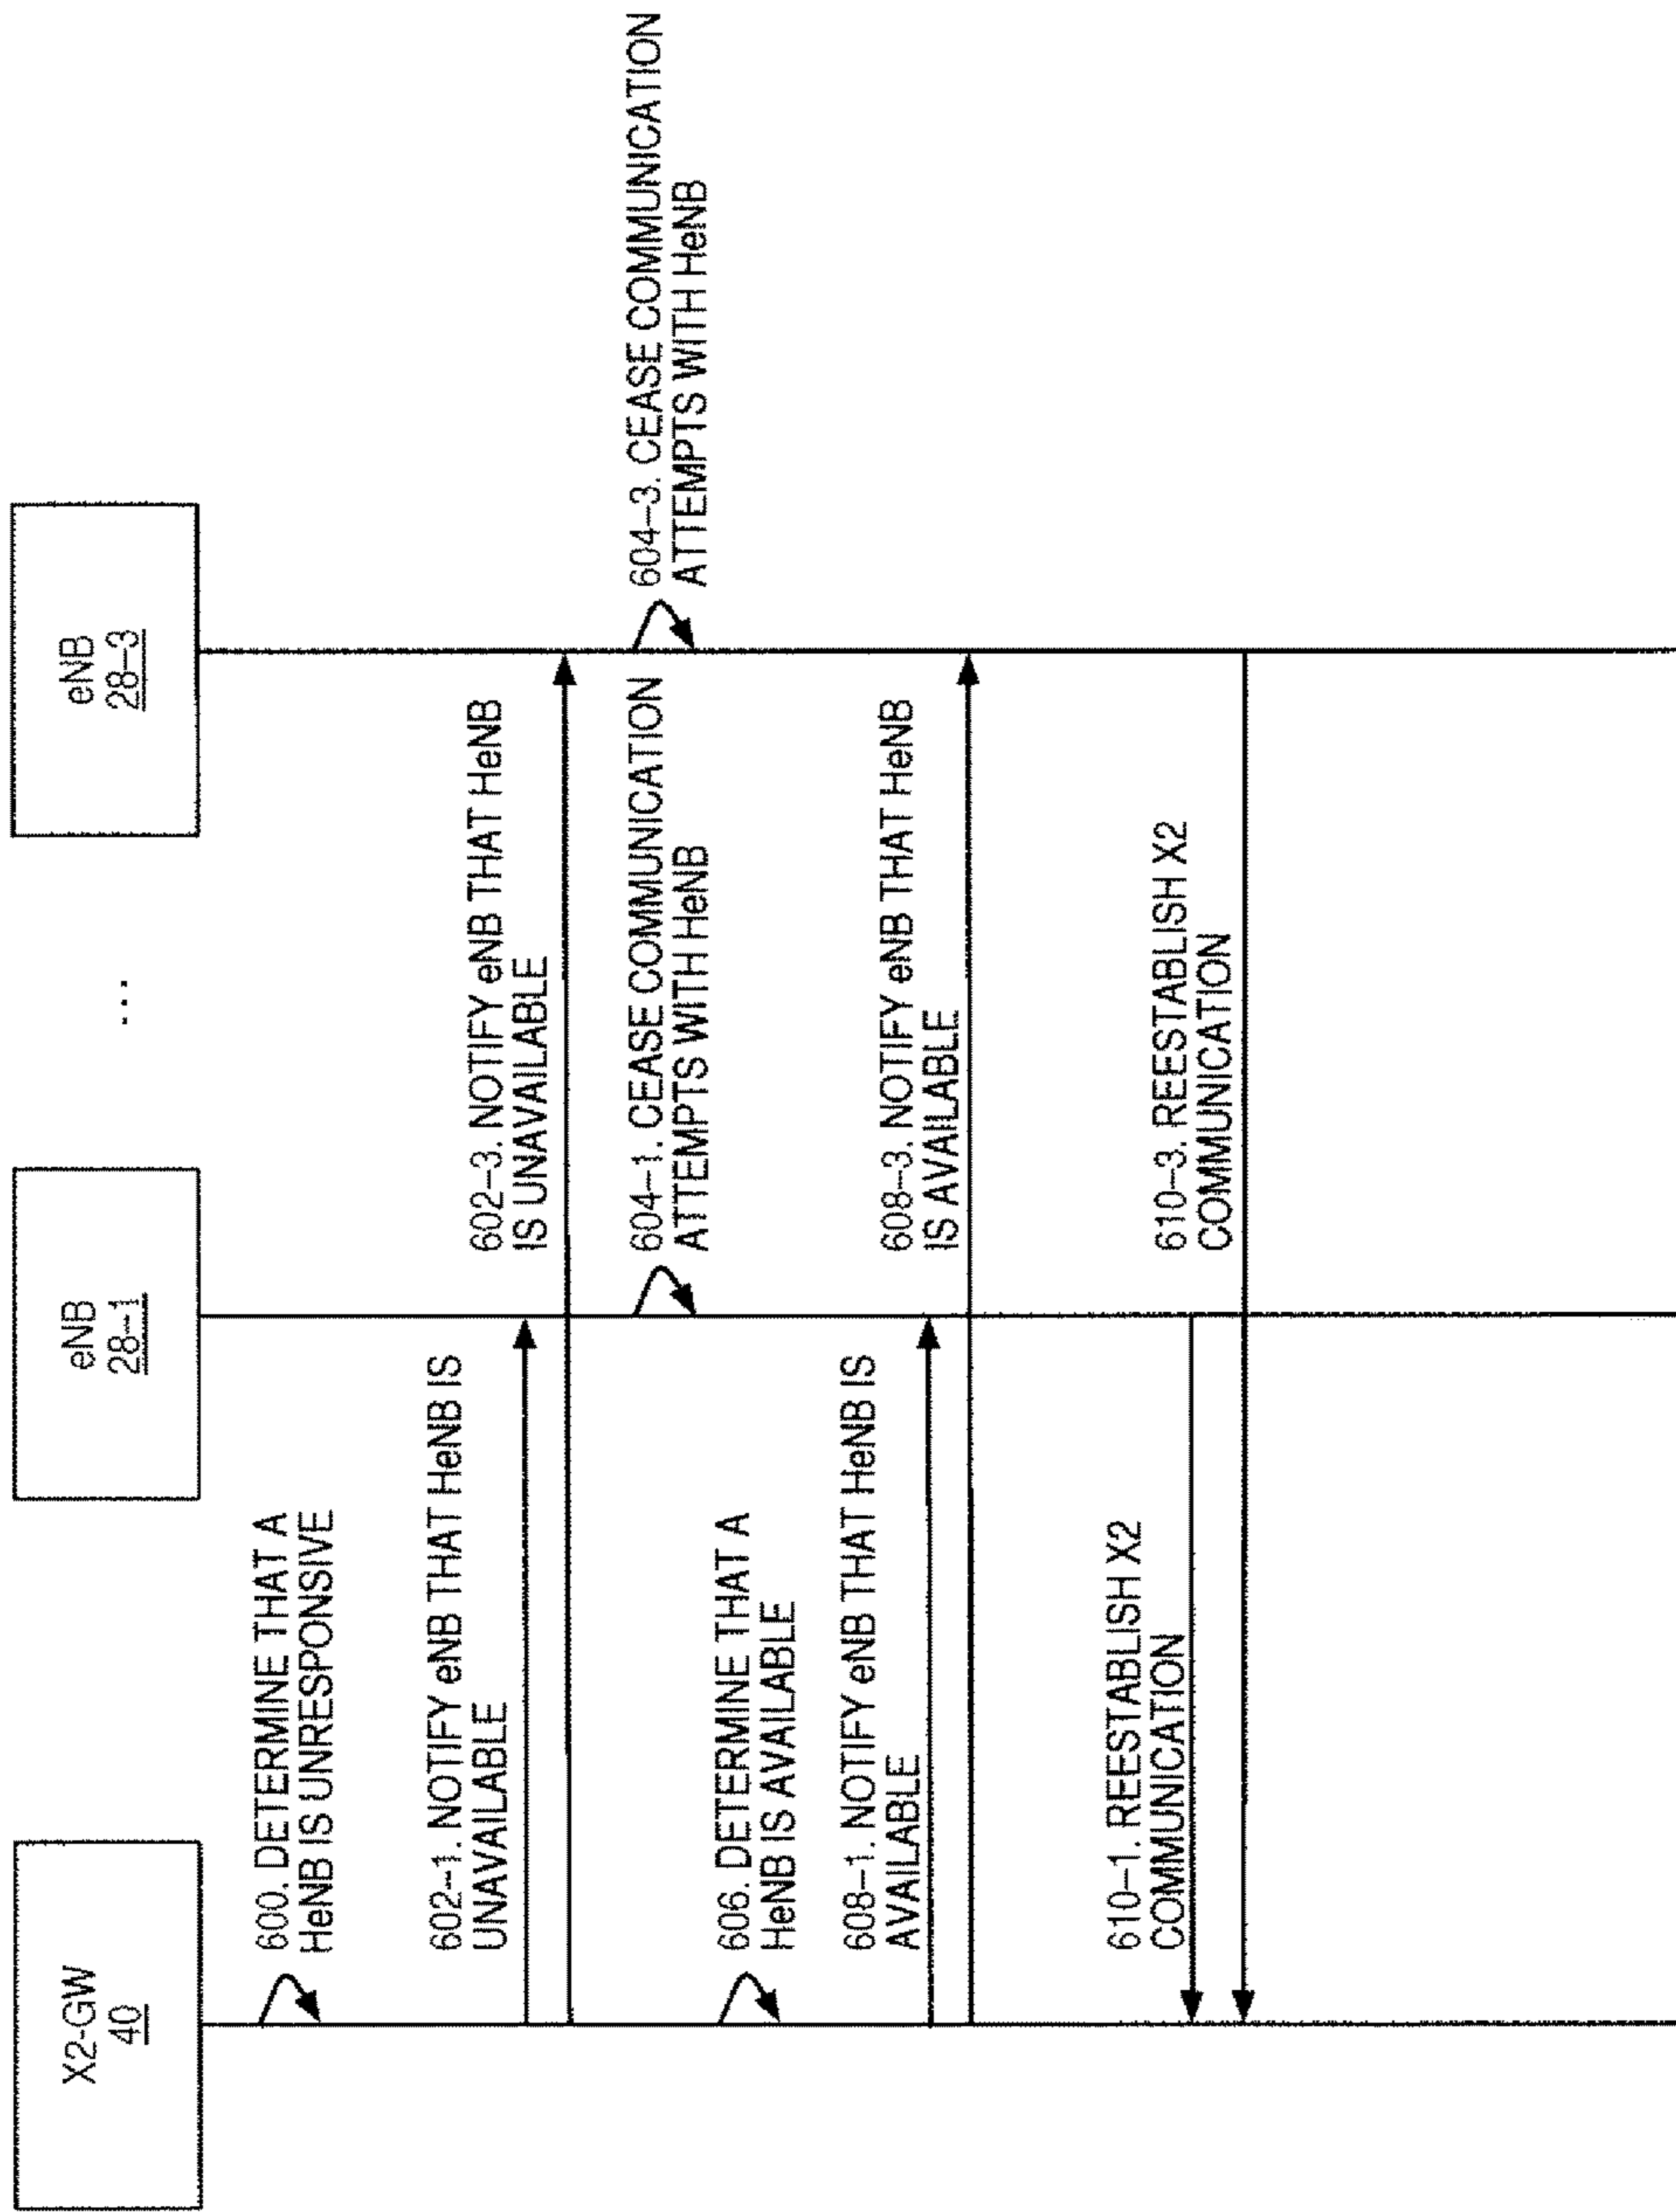 X2-GW
40
eNB
28-1
...
eNB
28-3
600. DETERMINE THAT A
HeNB IS UNRESPONSIVE
602-1. NOTIFY eNB THAT HeNB IS
UNAVAILABLE
602-3. NOTIFY eNB THAT HeNB
IS UNAVAILABLE
604-1. CEASE COMMUNICATION
ATTEMPTS WITH HeNB
604-3. CEASE COMMUNICATION
ATTEMPTS WITH HeNB
606. DETERMINE THAT A
HeNB IS AVAILABLE
608-1. NOTIFY eNB THAT HeNB IS
AVAILABLE
608-3. NOTIFY eNB THAT HeNB
IS AVAILABLE
610-1. REESTABLISH X2
COMMUNICATION
610-3. REESTABLISH X2
COMMUNICATION